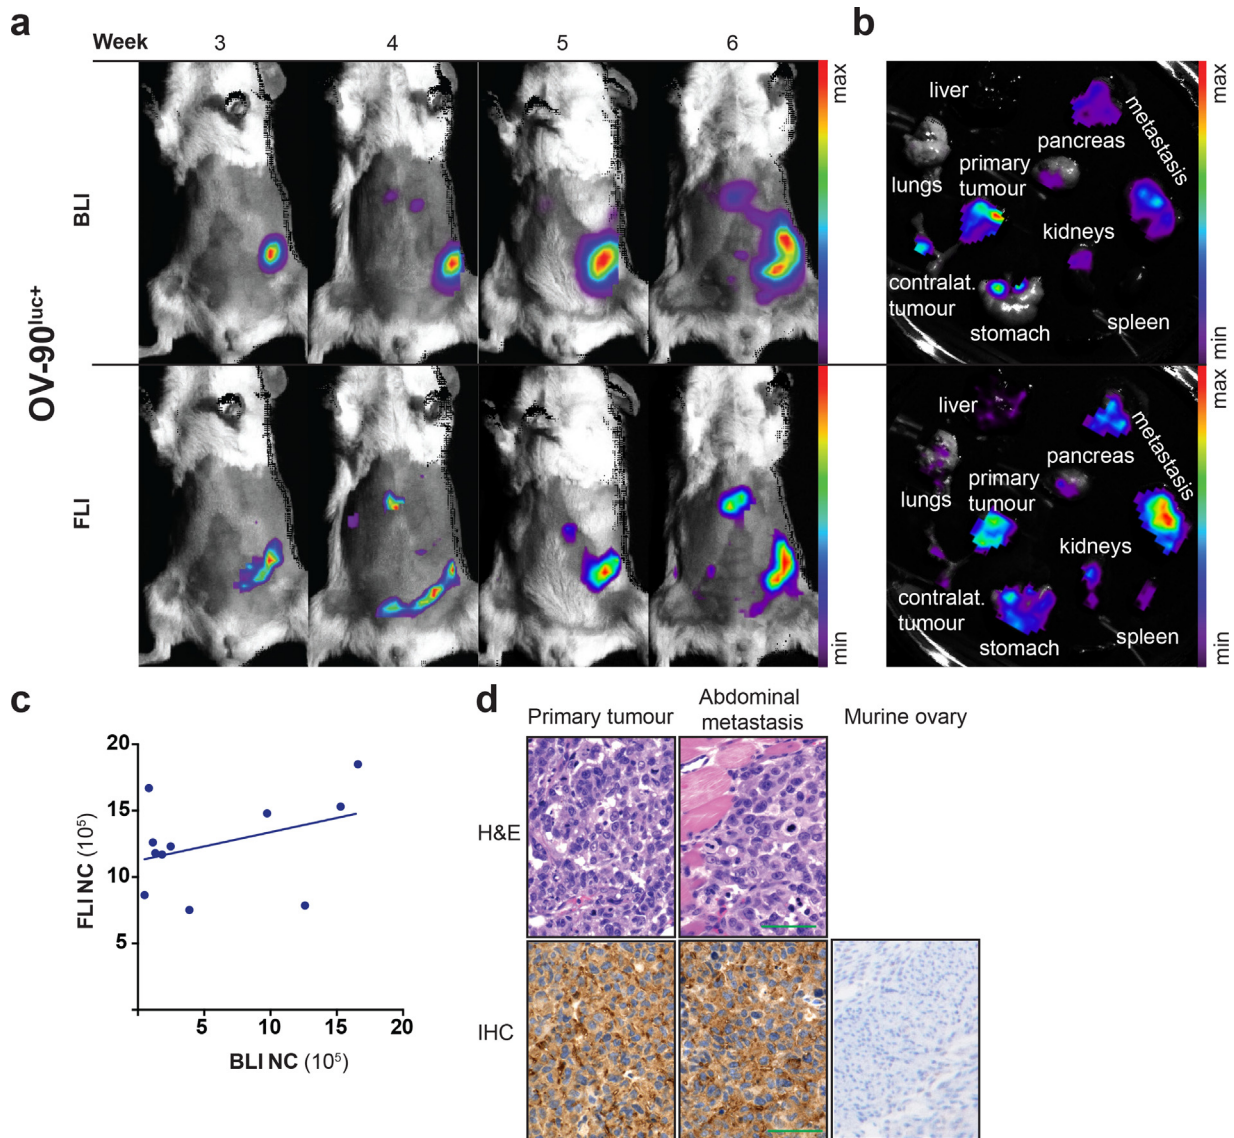 a
Week 3 4 5 6
BLI
max
min
OV-90luc+
FLI
max
min
b
liver
metastasis
pancreas
primary
tumour
lungs
kidneys
contralat.
tumour
stomach
spleen
max
min
liver
metastasis
pancreas
primary
tumour
lungs
kidneys
contralat.
tumour
stomach
spleen
max
min
c
20
15
10
5
5 10 15 20
FLI NC (10⁵)
BLI NC (10⁵)
d
Primary tumour
Abdominal
metastasis
Murine ovary
H&E
IHC